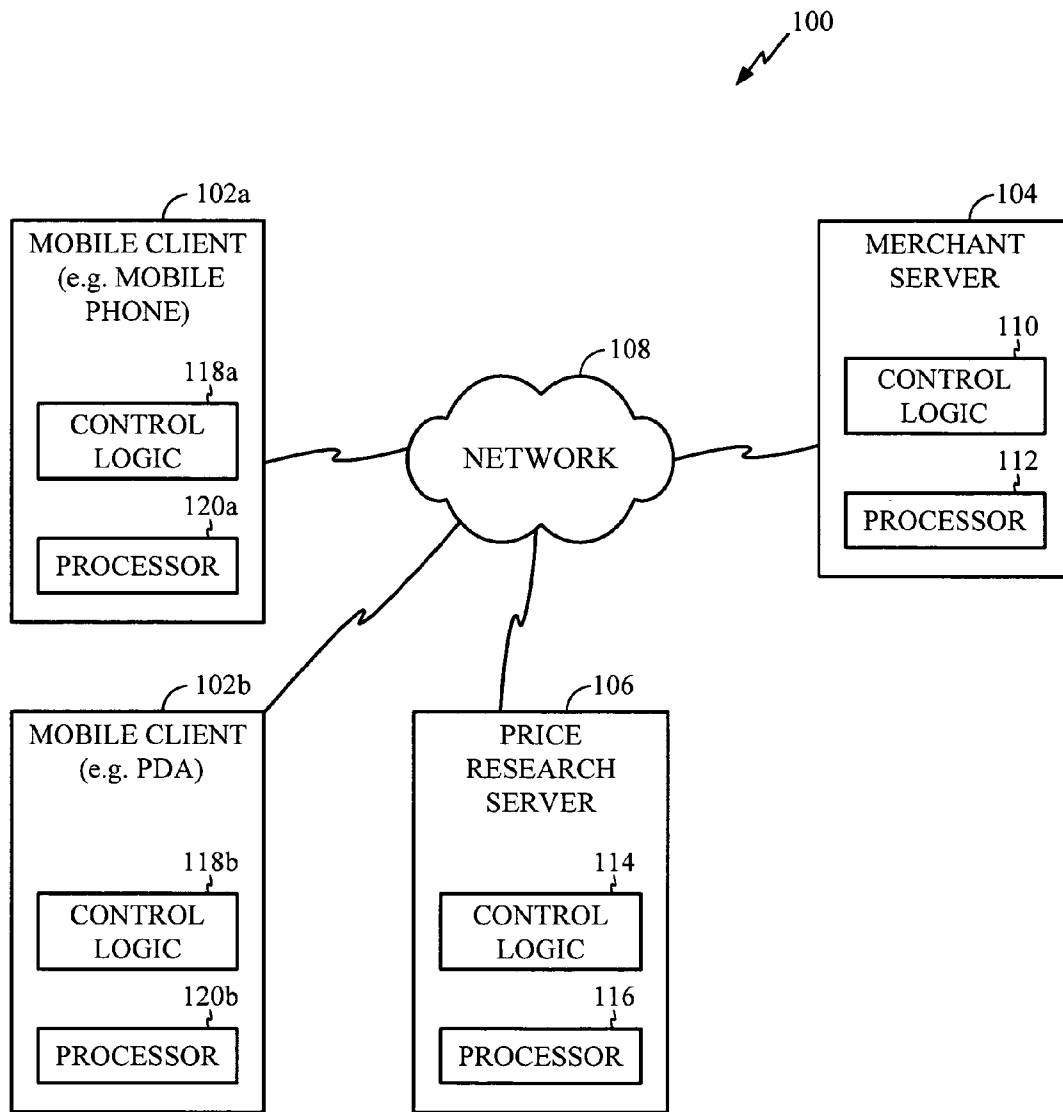 100
102a
MOBILE CLIENT
(e.g. MOBILE
PHONE)
118a
CONTROL
LOGIC
120a
PROCESSOR
108
NETWORK
104
MERCHANT
SERVER
110
CONTROL
LOGIC
112
PROCESSOR
102b
MOBILE CLIENT
(e.g. PDA)
118b
CONTROL
LOGIC
120b
PROCESSOR
106
PRICE
RESEARCH
SERVER
114
CONTROL
LOGIC
116
PROCESSOR